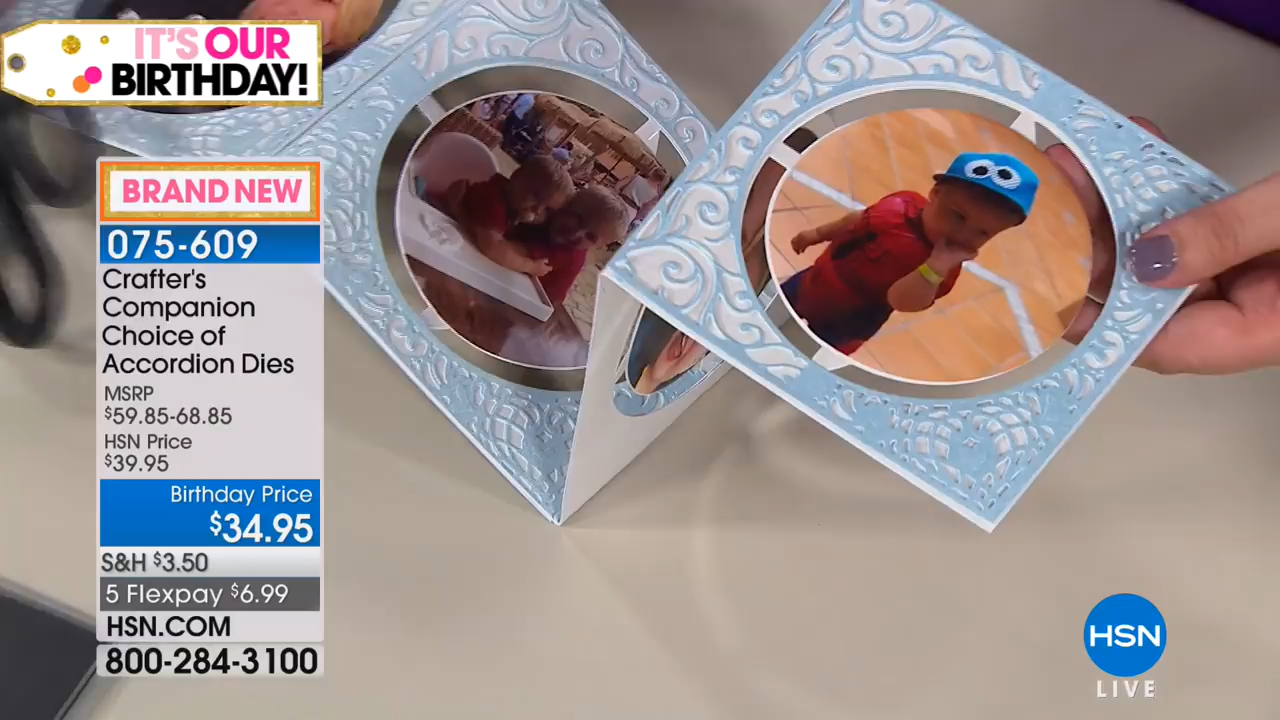 IT'S OUR
BIRTHDAY!
BRAND NEW
075-609
Crafter's
Companion
Choice of
Accordion Dies
MSRP
$59.85-68.85
HSN Price
$39.95
Birthday Price
$34.95
S&H $3.50
5 Flexpay $6.99
HSN.COM
800-284-3100
HSN
LIVE